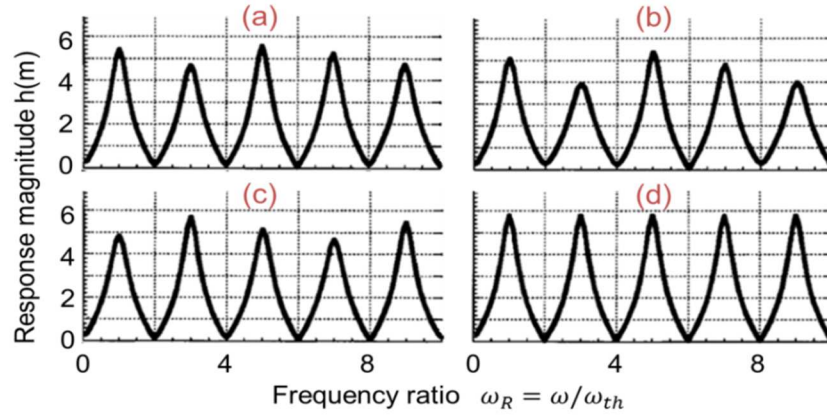 (a)
(b)
6
4
2
0
(c)
(d)
6
4
2
0
0
4
8
0
4
8
Response magnitude h(m)
Frequency ratio ω_R = ω/ω_th